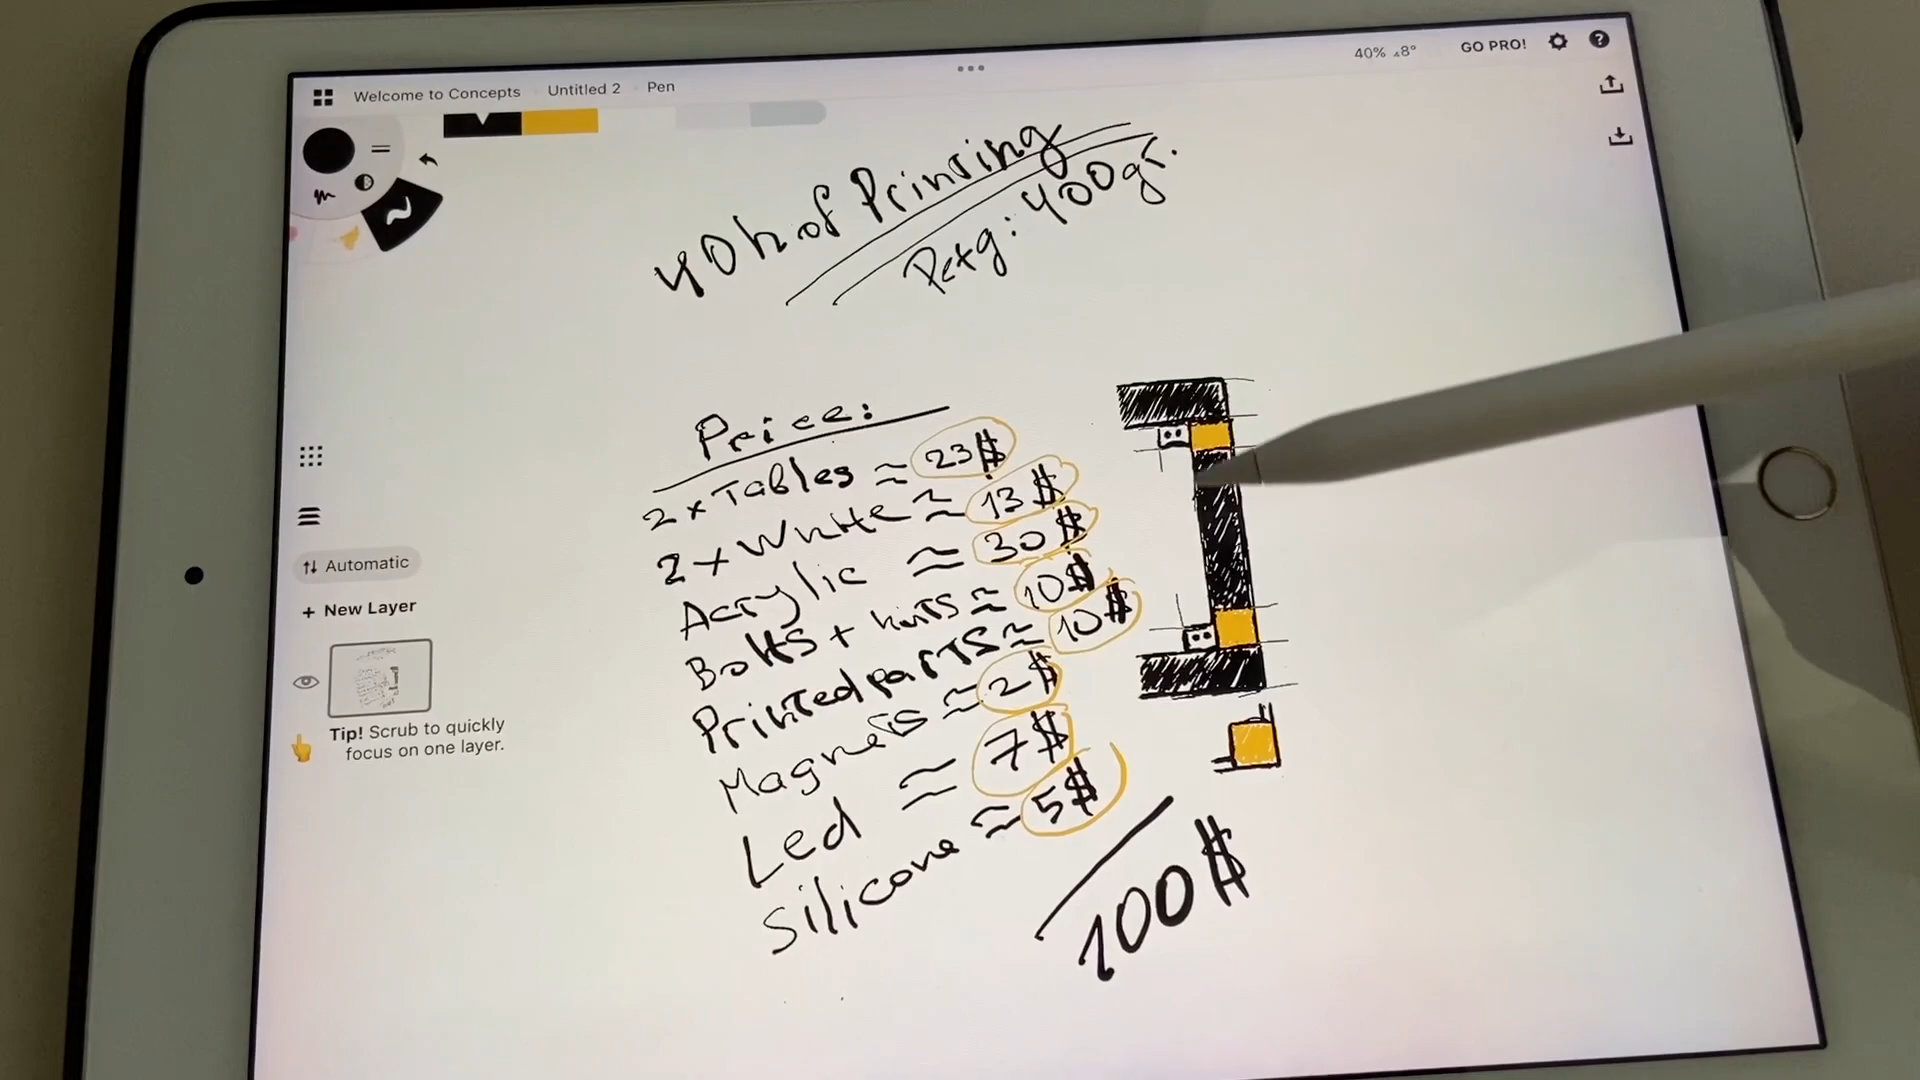 40% ⦟8°
GO PRO!
Welcome to Concepts
Untitled 2
Pen
40h of Printing
Petg: 400gr.
Price:
2 x Tables ≈ 23$
2 x White ≈ 13$
Acrylic ≈ 30$
Bolts + nuts ≈ 10$
Printed parts ≈ 10$
Magnets ≈ 2$
Led ≈ 7$
Silicone ≈ 5$
100$
Automatic
+ New Layer
Tip! Scrub to quickly
focus on one layer.